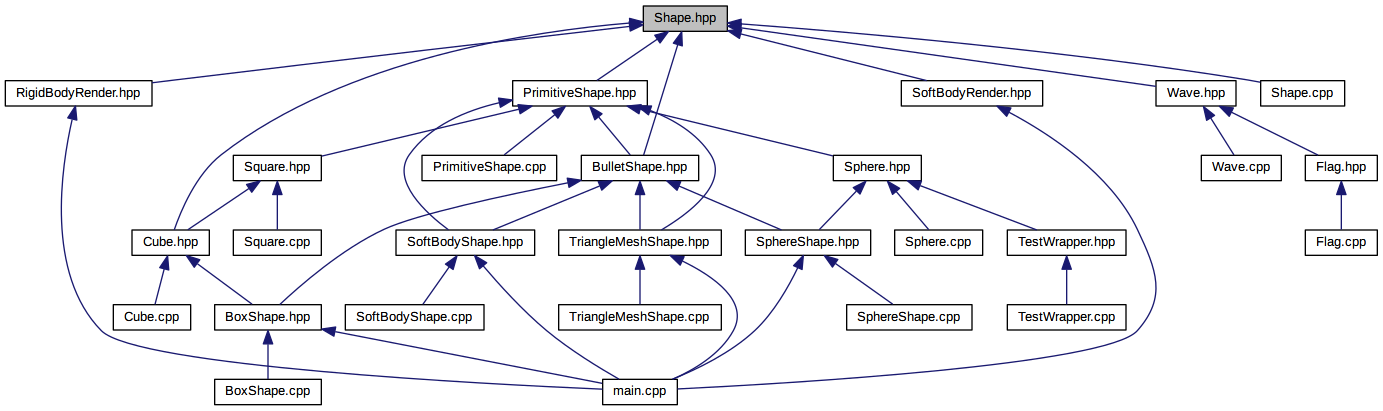 Shape.hpp
RigidBodyRender.hpp
PrimitiveShape.hpp
SoftBodyRender.hpp
Wave.hpp
Shape.cpp
Square.hpp
PrimitiveShape.cpp
BulletShape.hpp
Sphere.hpp
Wave.cpp
Flag.hpp
Cube.hpp
Square.cpp
SoftBodyShape.hpp
TriangleMeshShape.hpp
SphereShape.hpp
Sphere.cpp
TestWrapper.hpp
Flag.cpp
Cube.cpp
BoxShape.hpp
SoftBodyShape.cpp
TriangleMeshShape.cpp
SphereShape.cpp
TestWrapper.cpp
BoxShape.cpp
main.cpp